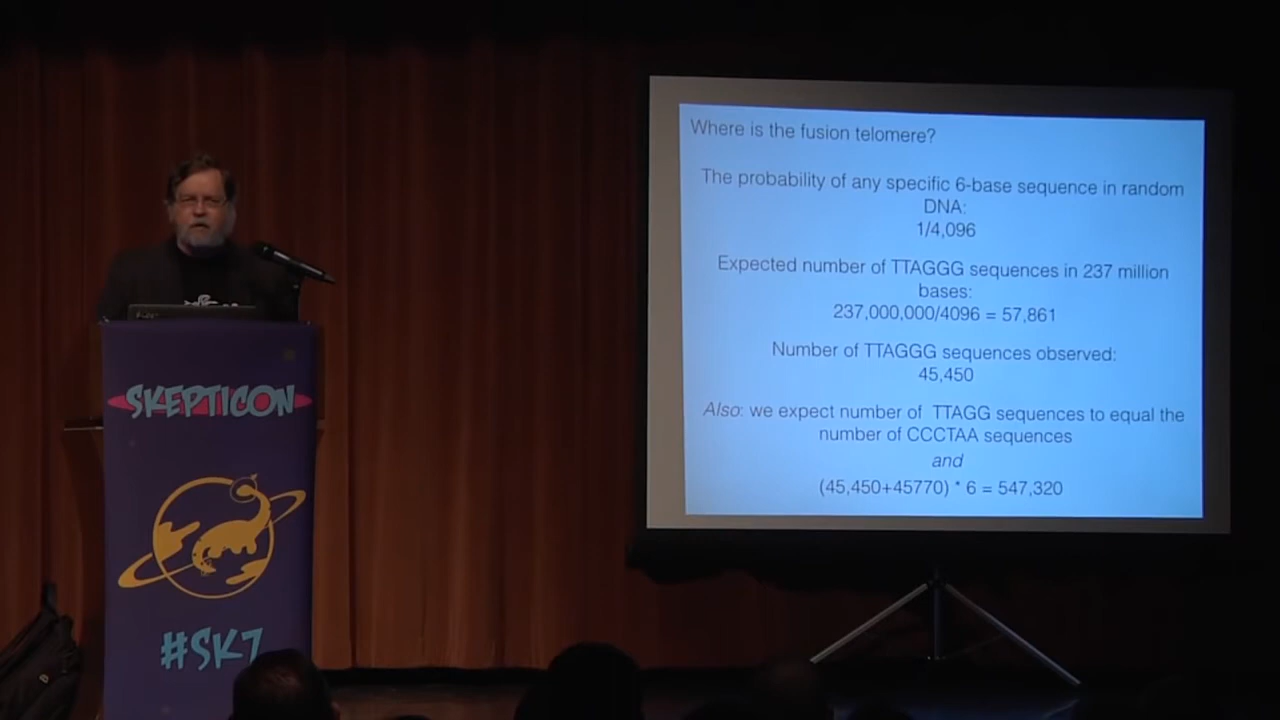 Where is the fusion telomere?
The probability of any specific 6-base sequence in random
DNA:
1/4,096
Expected number of TTAGGG sequences in 237 million
bases:
237,000,000/4096 = 57,861
Number of TTAGGG sequences observed:
45,450
Also: we expect number of TTAGG sequences to equal the
number of CCCTAA sequences
and
(45,450+45770) * 6 = 547,320
SKEPTICON
#SK7